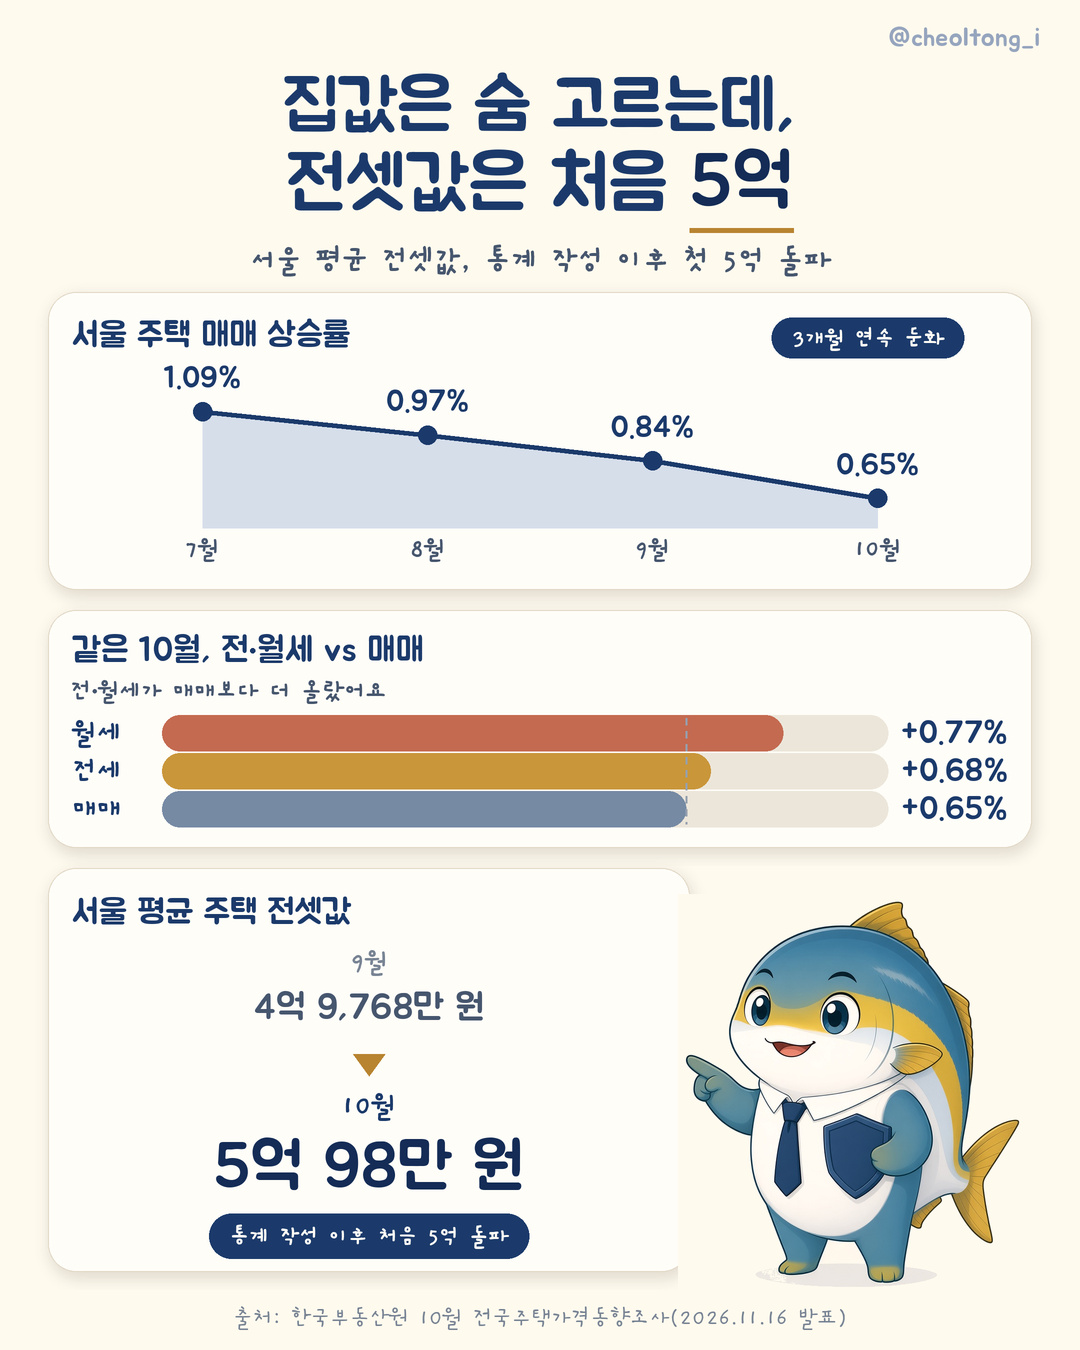 @cheoltong_i
집값은 숨 고르는데,
전셋값은 처음 5억
서울 평균 전셋값, 통계 작성 이후 첫 5억 돌파
서울 주택 매매 상승률
3개월 연속 둔화
1.09%
0.97%
0.84%
0.65%
7월
8월
9월
10월
같은 10월, 전·월세 vs 매매
전·월세가 매매보다 더 올랐어요
월세 +0.77%
전세 +0.68%
매매 +0.65%
서울 평균 주택 전셋값
9월
4억 9,768만 원
10월
5억 98만 원
통계 작성 이후 처음 5억 돌파
출처: 한국부동산원 10월 전국주택가격동향조사(2026.11.16 발표)